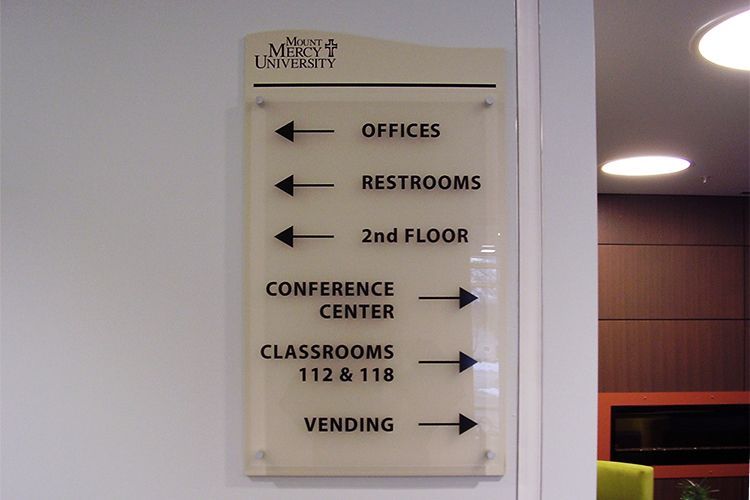 MOUNT
MERCY
UNIVERSITY
OFFICES
RESTROOMS
2nd FLOOR
CONFERENCE
CENTER
CLASSROOMS
112 & 118
VENDING